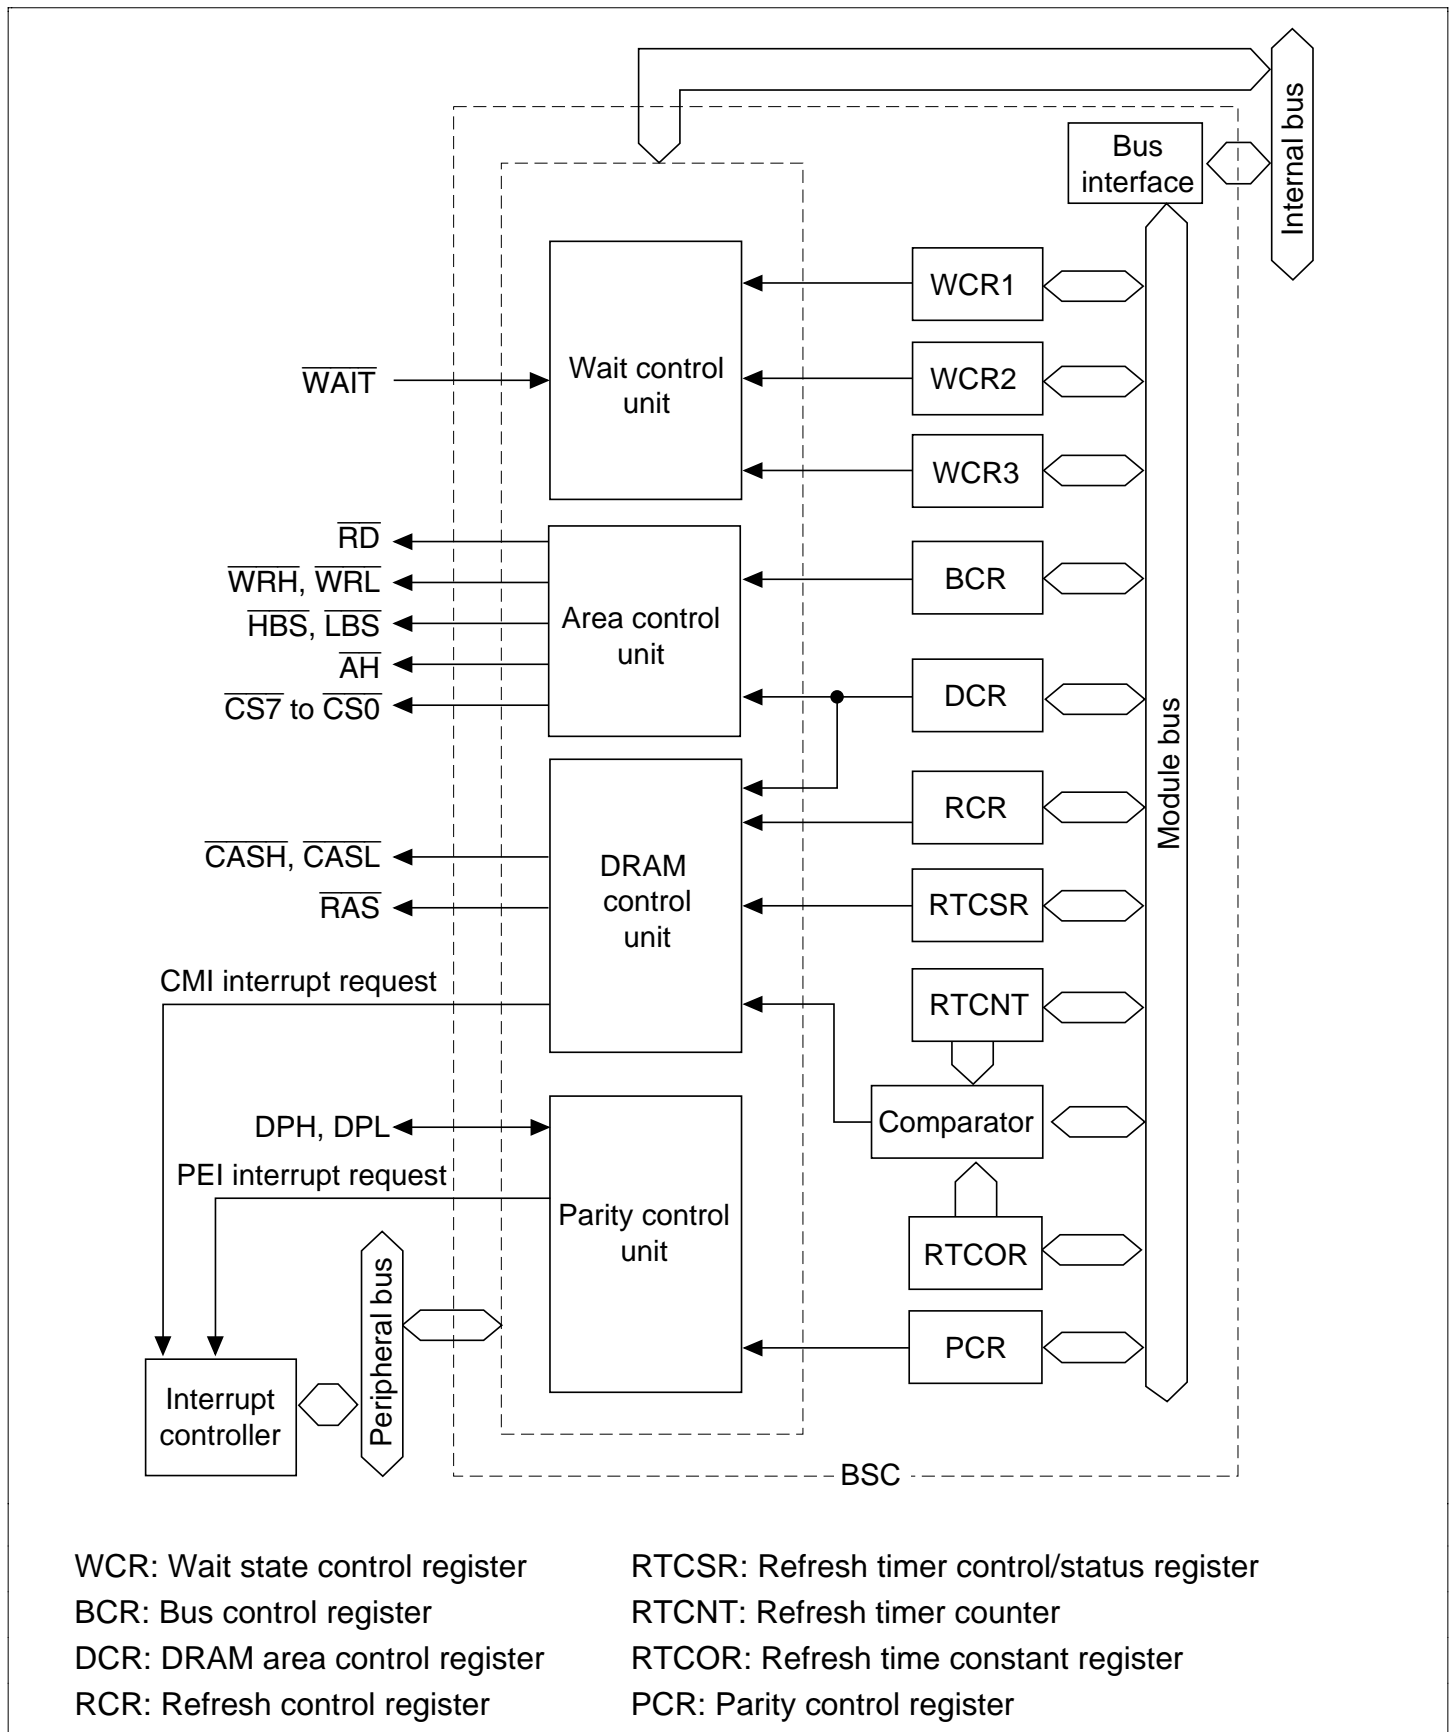 Internal bus
Bus
interface
WCR1
WAIT
Wait control
unit
WCR2
WCR3
RD
WRH, WRL
HBS, LBS
AH
CS7 to CS0
Area control
unit
BCR
DCR
Module bus
RCR
CASH, CASL
RAS
DRAM
control
unit
RTCSR
CMI interrupt request
RTCNT
DPH, DPL
Comparator
PEI interrupt request
Parity control
unit
RTCOR
Peripheral bus
PCR
Interrupt
controller
BSC
WCR: Wait state control register
BCR: Bus control register
DCR: DRAM area control register
RCR: Refresh control register
RTCSR: Refresh timer control/status register
RTCNT: Refresh timer counter
RTCOR: Refresh time constant register
PCR: Parity control register